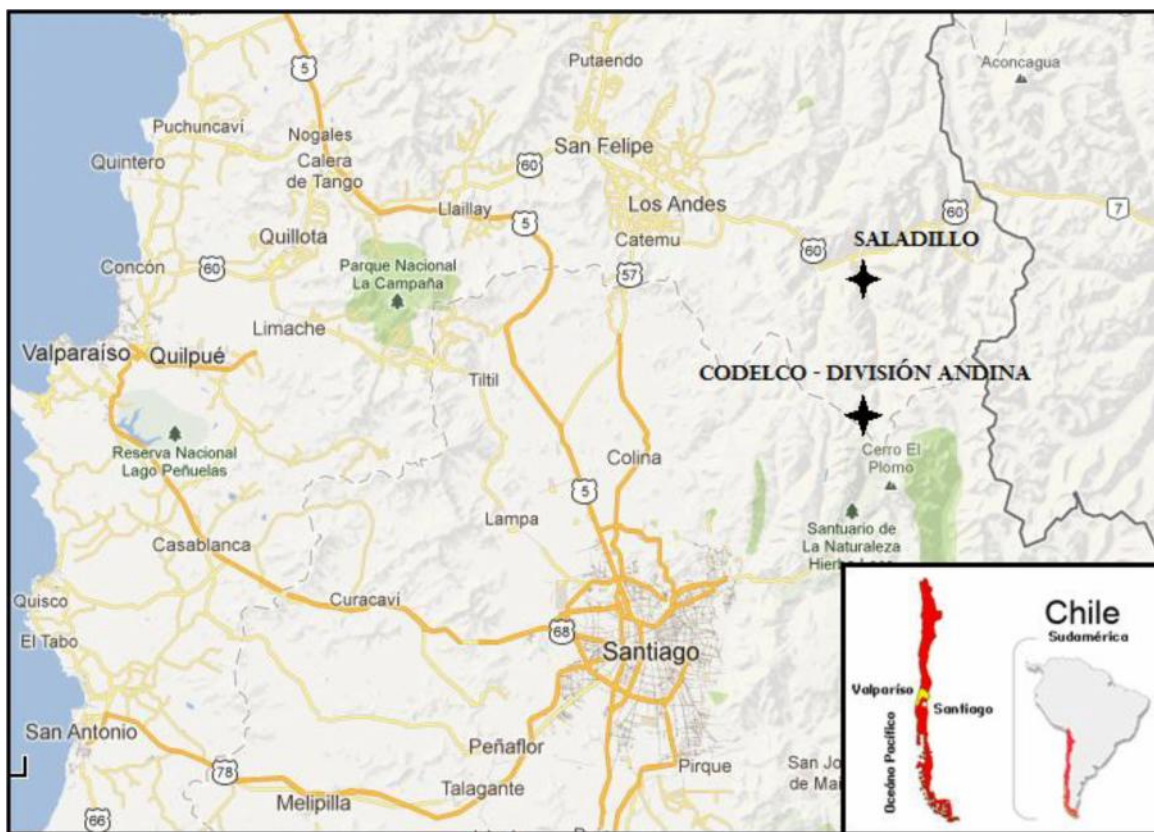 5
Putaendo
Aconcagua
Puchuncaví
Nogales
Quintero
Calera
de Tango
60
San Felipe
Llaillay
5
Los Andes
60
7
Quillota
Catemu
60
SALADILLO
Concón
60
Parque Nacional
La Campaña
57
Limache
Valparaíso
Quilpué
Tiltil
CODELCO - DIVISIÓN ANDINA
Reserva Nacional
Lago Peñuelas
Colina
Cerro El
Plomo
5
Lampa
Santuario de
La Naturaleza
Casablanca
Quisco
Curacaví
El Tabo
68
Santiago
San Antonio
Peñaflor
78
Talagante
Pirque
Melipilla
66
Chile
Sudamérica
Valparíso
Santiago
Oceáno Pacífico